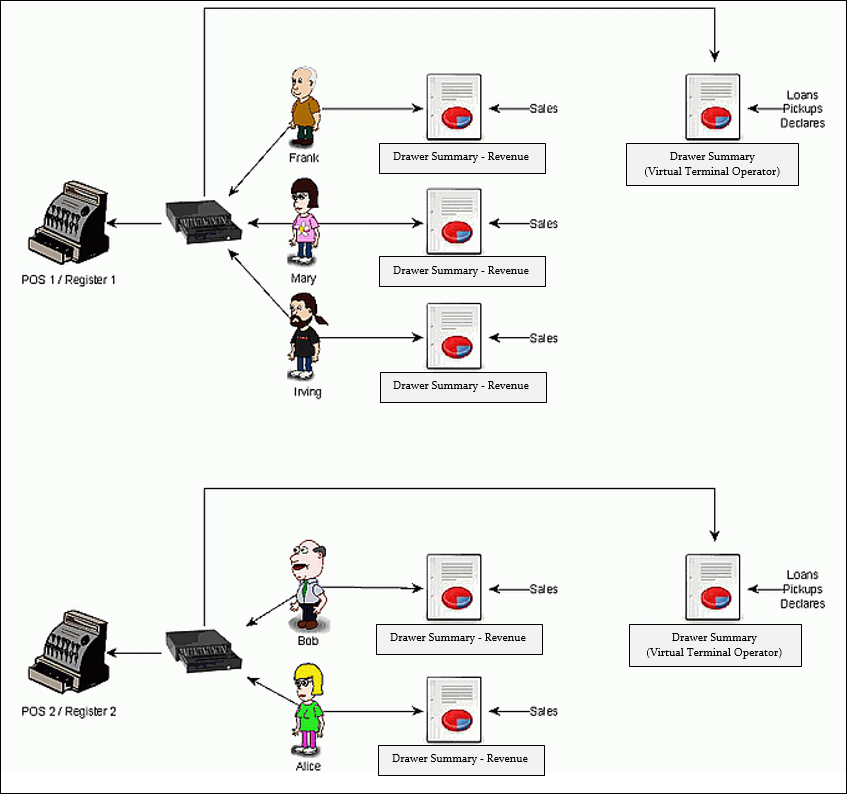 Frank
Drawer Summary - Revenue
Sales
Loans
Pickups
Declares
Drawer Summary
(Virtual Terminal Operator)
POS 1 / Register 1
Mary
Sales
Drawer Summary - Revenue
Irving
Sales
Drawer Summary - Revenue
Bob
Sales
Drawer Summary - Revenue
Loans
Pickups
Declares
Drawer Summary
(Virtual Terminal Operator)
POS 2 / Register 2
Alice
Sales
Drawer Summary - Revenue